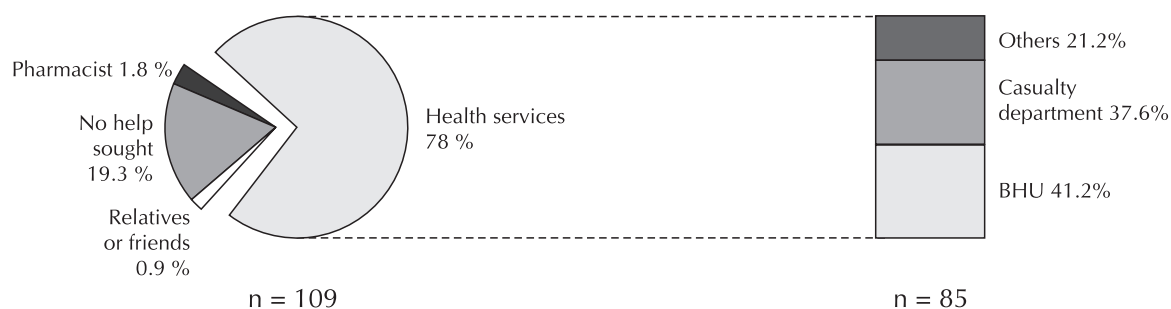 Pharmacist 1.8 %
No help
sought
19.3 %
Relatives
or friends
0.9 %
Health services
78 %
n = 109
Others 21.2%
Casualty
department 37.6%
BHU 41.2%
n = 85